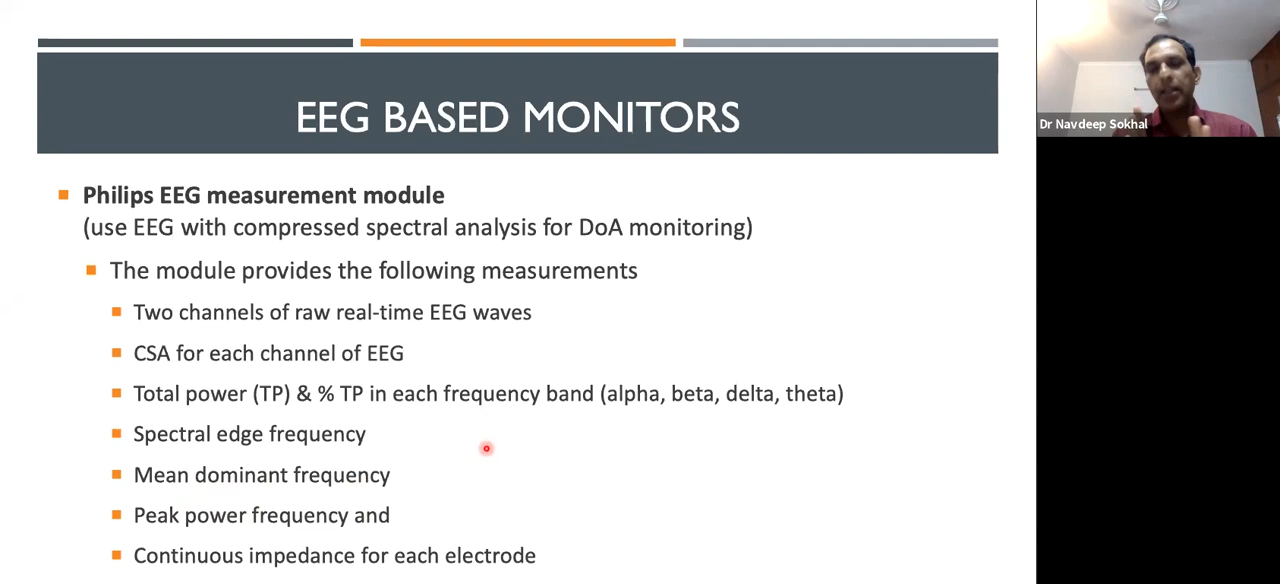 EEG BASED MONITORS
Dr Navdeep Sokhal
Philips EEG measurement module
(use EEG with compressed spectral analysis for DoA monitoring)
The module provides the following measurements
Two channels of raw real-time EEG waves
CSA for each channel of EEG
Total power (TP) & % TP in each frequency band (alpha, beta, delta, theta)
Spectral edge frequency
Mean dominant frequency
Peak power frequency and
Continuous impedance for each electrode